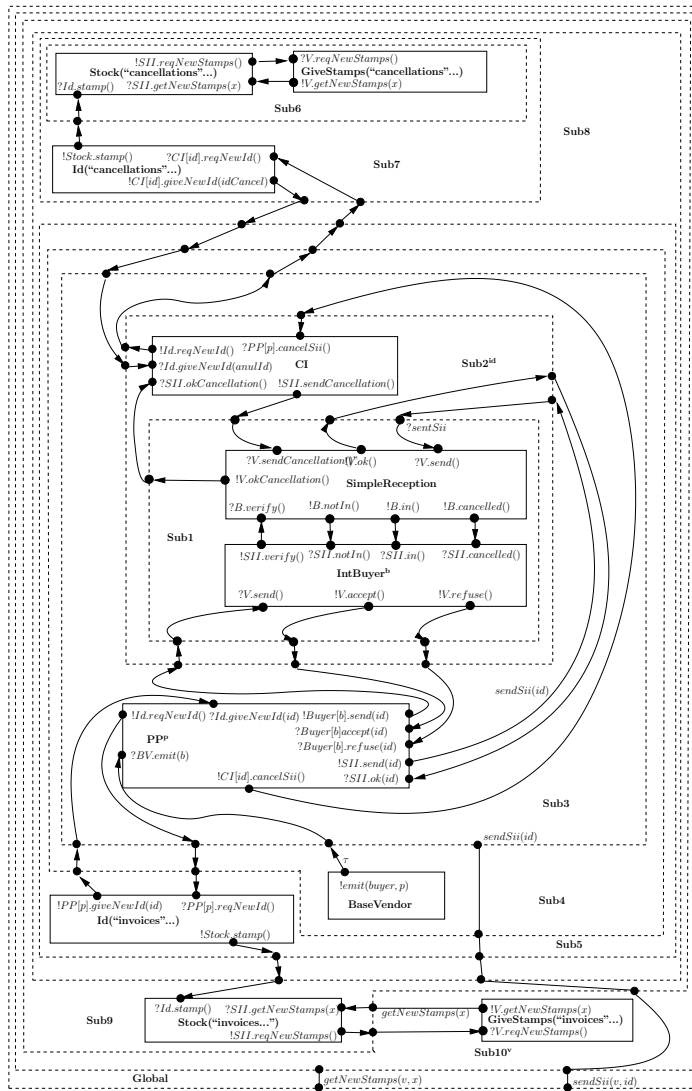 !SII.reqNewStamps()
?V.reqNewStamps()
Stock("cancellations"...)
GiveStamps("cancellations"...)
?Id.stamp()
?SII.getNewStamps(x)
!V.getNewStamps(x)
Sub6
Sub8
!Stock.stamp()
?CI[id].reqNewId()
Sub7
Id("cancellations"...)
!CI[id].giveNewId(idCancel)
!Id.reqNewId()
?PP[p].cancelSii()
?Id.giveNewId(anulId)
CI
Sub2^id
?SII.okCancellation()
!SII.sendCancellation()
?sentSii
?V.sendCancellation()
!V.ok()
?V.send()
!V.okCancellation()
SimpleReception
?B.verify()
!B.notIn()
!B.in()
!B.cancelled()
Sub1
!SII.verify()
?SII.notIn()
?SII.in()
?SII.cancelled()
IntBuyer^b
?V.send()
!V.accept()
!V.refuse()
sendSii(id)
!Id.reqNewId()
?Id.giveNewId(id)
!Buyer[b].send(id)
?Buyer[b]accept(id)
PP^p
?Buyer[b].refuse(id)
?BV.emit(b)
!SII.send(id)
!CI[id].cancelSii()
?SII.ok(id)
Sub3
sendSii(id)
τ
!emit(buyer, p)
!PP[p].giveNewId(id)
?PP[p].reqNewId()
BaseVendor
Sub4
Id("invoices"...)
!Stock.stamp()
Sub5
?Id.stamp()
?SII.getNewStamps(x)
getNewStamps(x)
!V.getNewStamps(x)
Sub9
Stock("invoices...")
GiveStamps("invoices"...)
!SII.reqNewStamps()
?V.reqNewStamps()
Sub10^v
Global
getNewStamps(v, x)
sendSii(v, id)